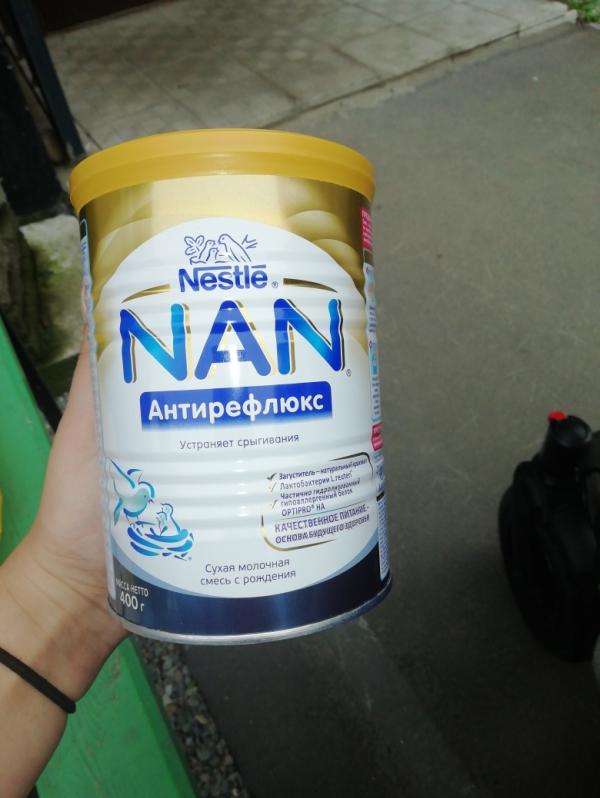 Nestlé®
NAN®
Антирефлюкс
Устраняет срыгивания
✓ Загуститель – натуральный крахмал
✓ Лактобактерии L.reuteri
✓ Частично гидролизованный
гипоаллергенный белок
OPTIPRO® HA
КАЧЕСТВЕННОЕ ПИТАНИЕ –
ОСНОВА БУДУЩЕГО ЗДОРОВЬЯ
Сухая молочная
смесь с рождения
МАССА НЕТТО
400 г